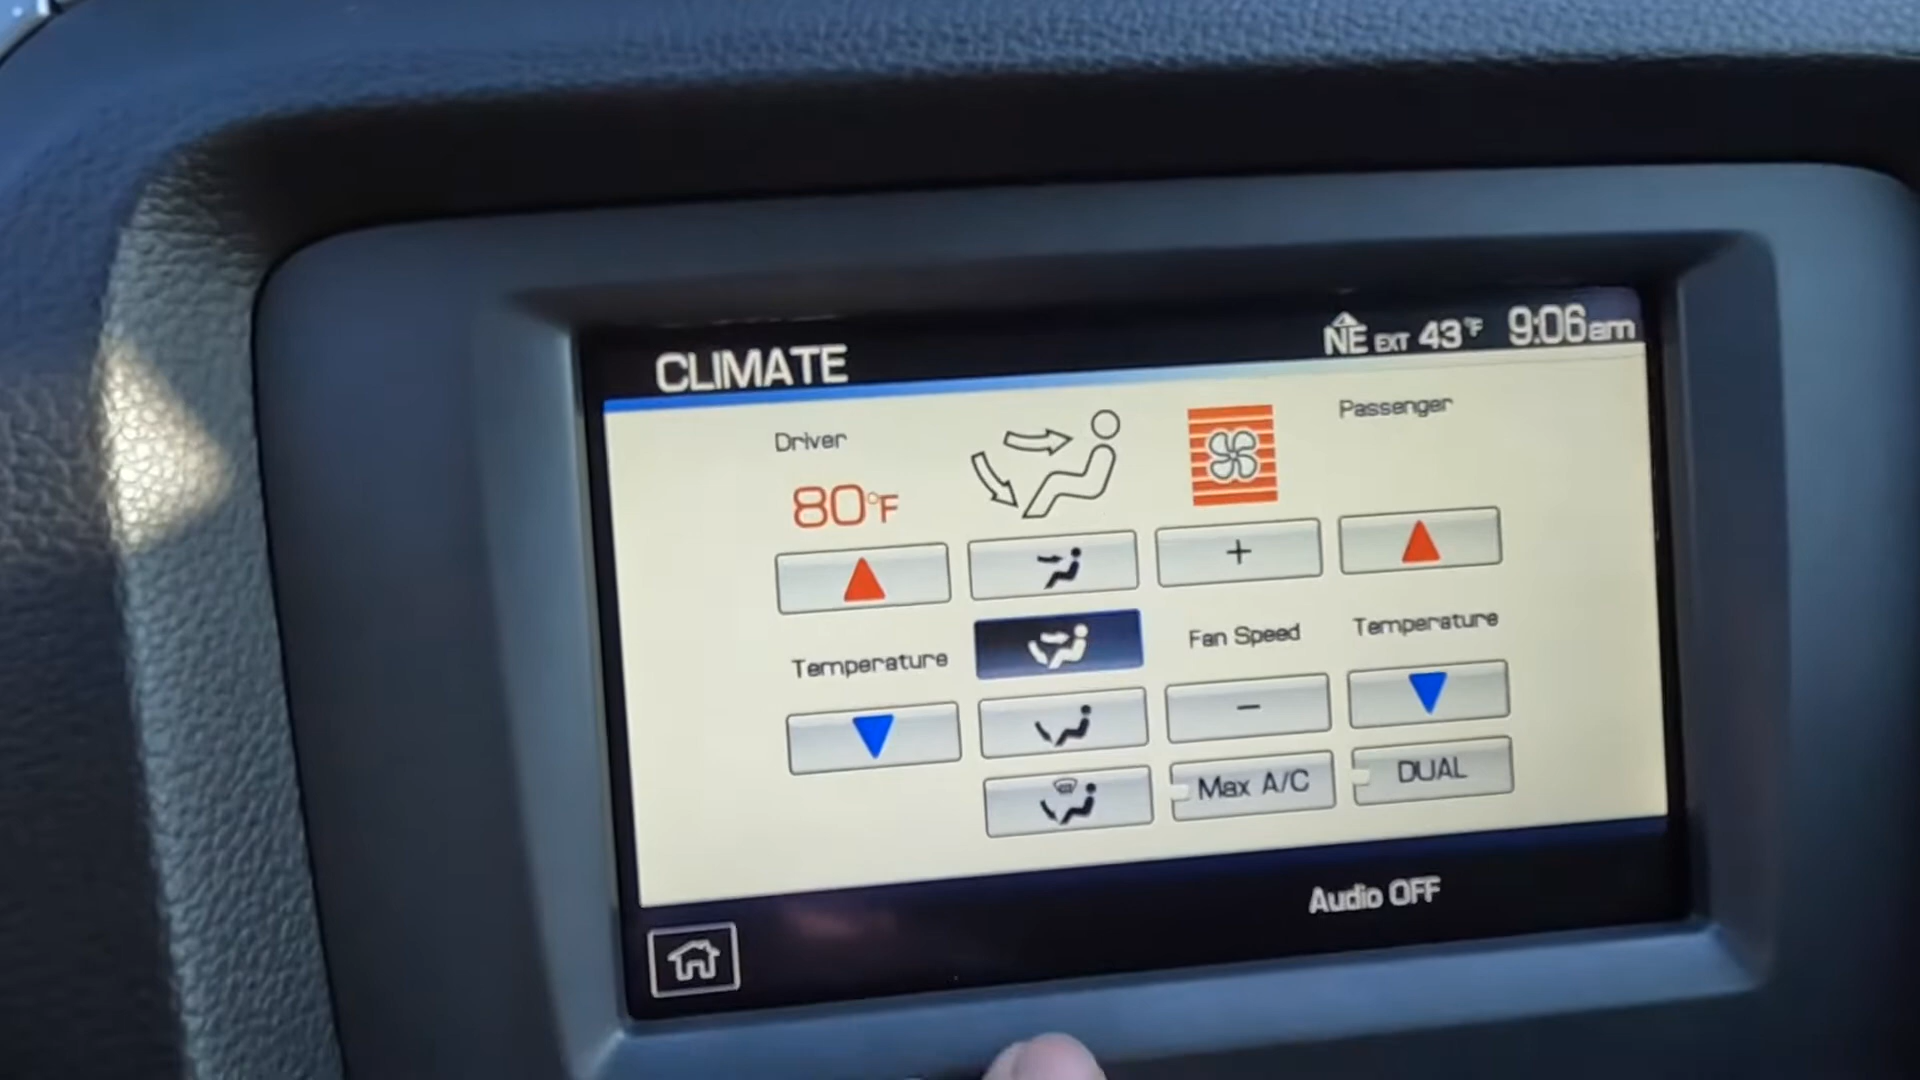 CLIMATE
NE EXT 43°F 9:06am
Driver
Passenger
80°F
+
Temperature
Fan Speed
Temperature
-
Max A/C
DUAL
Audio OFF